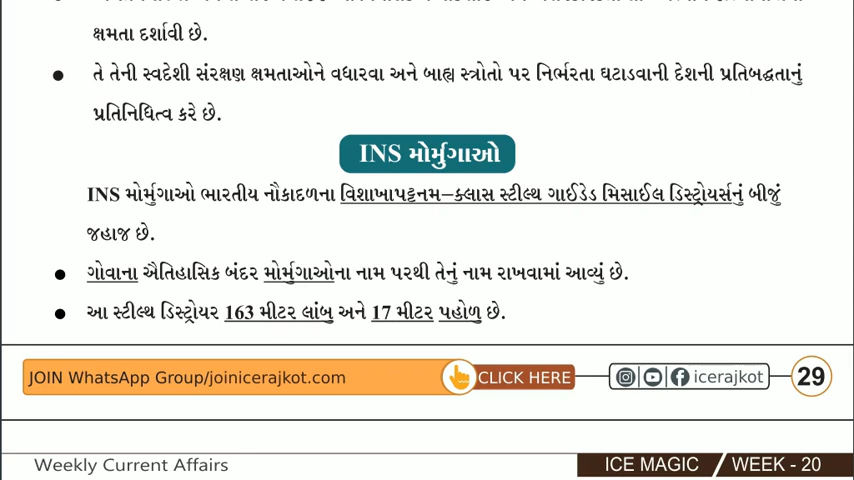 ક્ષમતા દર્શાવી છે.
● તે તેની સ્વદેશી સંરક્ષણ ક્ષમતાઓને વધારવા અને બાહ્ય સ્ત્રોતો પર નિર્ભરતા ઘટાડવાની દેશની પ્રતિબદ્ધતાનું
પ્રતિનિધિત્વ કરે છે.
INS મોર્મુગાઓ
INS મોર્મુગાઓ ભારતીય નૌકાદળના વિશાખાપટ્ટનમ–ક્લાસ સ્ટીલ્થ ગાઈડેડ મિસાઈલ ડિસ્ટ્રોયર્સનું બીજું
જહાજ છે.
● ગોવાના ઐતિહાસિક બંદર મોર્મુગાઓના નામ પરથી તેનું નામ રાખવામાં આવ્યું છે.
● આ સ્ટીલ્થ ડિસ્ટ્રોયર 163 મીટર લાંબુ અને 17 મીટર પહોળુ છે.
JOIN WhatsApp Group/joinicerajkot.com CLICK HERE icerajkot 29
Weekly Current Affairs ICE MAGIC WEEK - 20